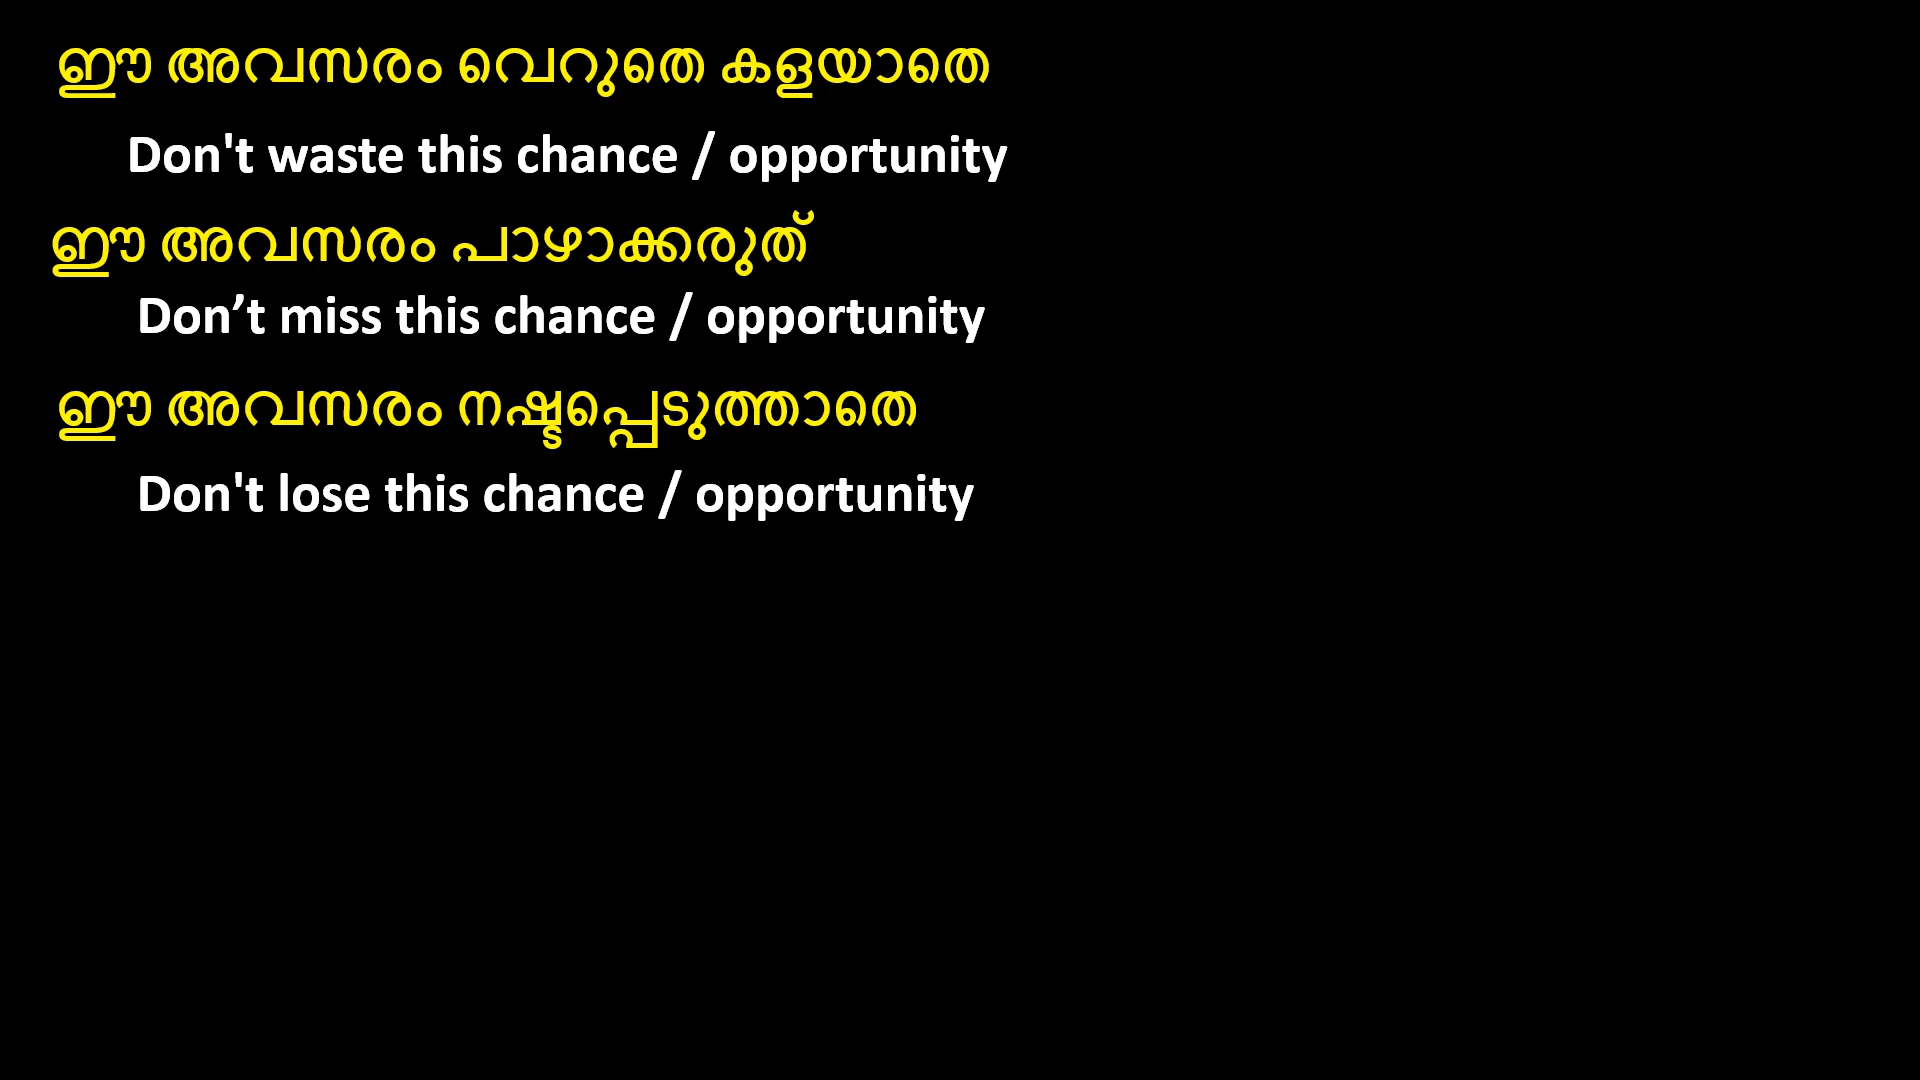 ഈ അവസരം വെറുതെ കളയാതെ
Don't waste this chance / opportunity
ഈ അവസരം പാഴാക്കരുത്
Don’t miss this chance / opportunity
ഈ അവസരം നഷ്ടപ്പെടുത്താതെ
Don't lose this chance / opportunity